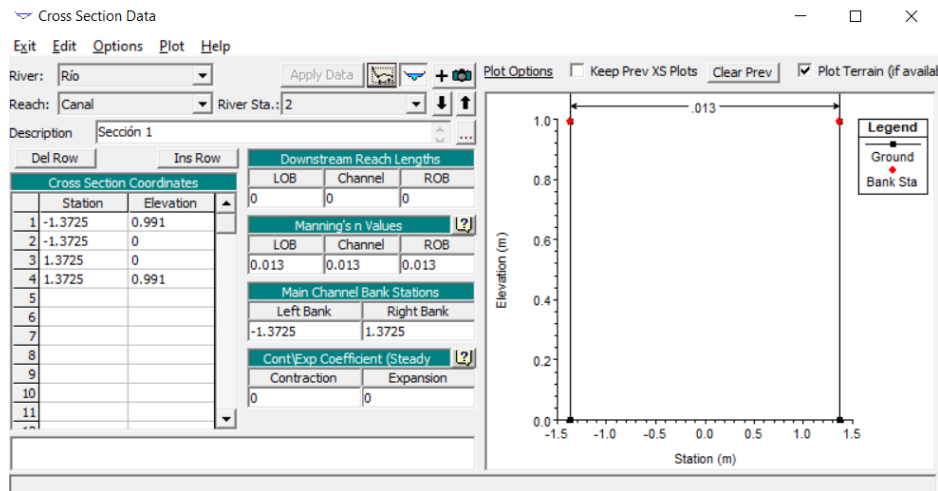 Cross Section Data
Exit Edit Options Plot Help
River: Río Apply Data + Plot Options Keep Prev XS Plots Clear Prev Plot Terrain (if availal
Reach: Canal River Sta.: 2
Description Sección 1 ...
Del Row Ins Row
Cross Section Coordinates
Station Elevation
1 -1.3725 0.991
2 -1.3725 0
3 1.3725 0
4 1.3725 0.991
5
6
7
8
9
10
11
Downstream Reach Lengths
LOB Channel ROB
0 0 0
Manning's n Values ?
LOB Channel ROB
0.013 0.013 0.013
Main Channel Bank Stations
Left Bank Right Bank
-1.3725 1.3725
Cont\Exp Coefficient (Steady ?
Contraction Expansion
0 0
.013
1.0
0.8
0.6
0.4
0.2
0.0
Elevation (m)
-1.5 -1.0 -0.5 0.0 0.5 1.0 1.5
Station (m)
Legend
Ground
Bank Sta